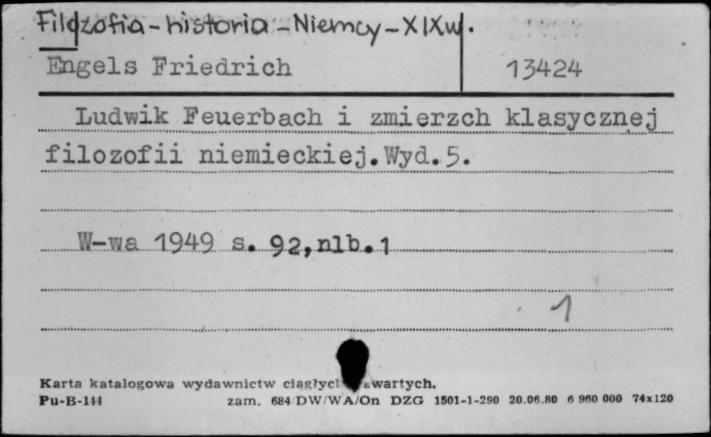 Filozofia-historia-Niemcy-XIXw.
Engels Friedrich 13424
Ludwik Feuerbach i zmierzch klasycznej
filozofii niemieckiej.Wyd.5.
W-wa 1949 s. 92,nlb.1
1
Karta katalogowa wydawnictw zwartych.
Pu-B-144 zam. 684/DW/WA/On DZG 1501-1-290 20.06.80 6 960 000 74x120